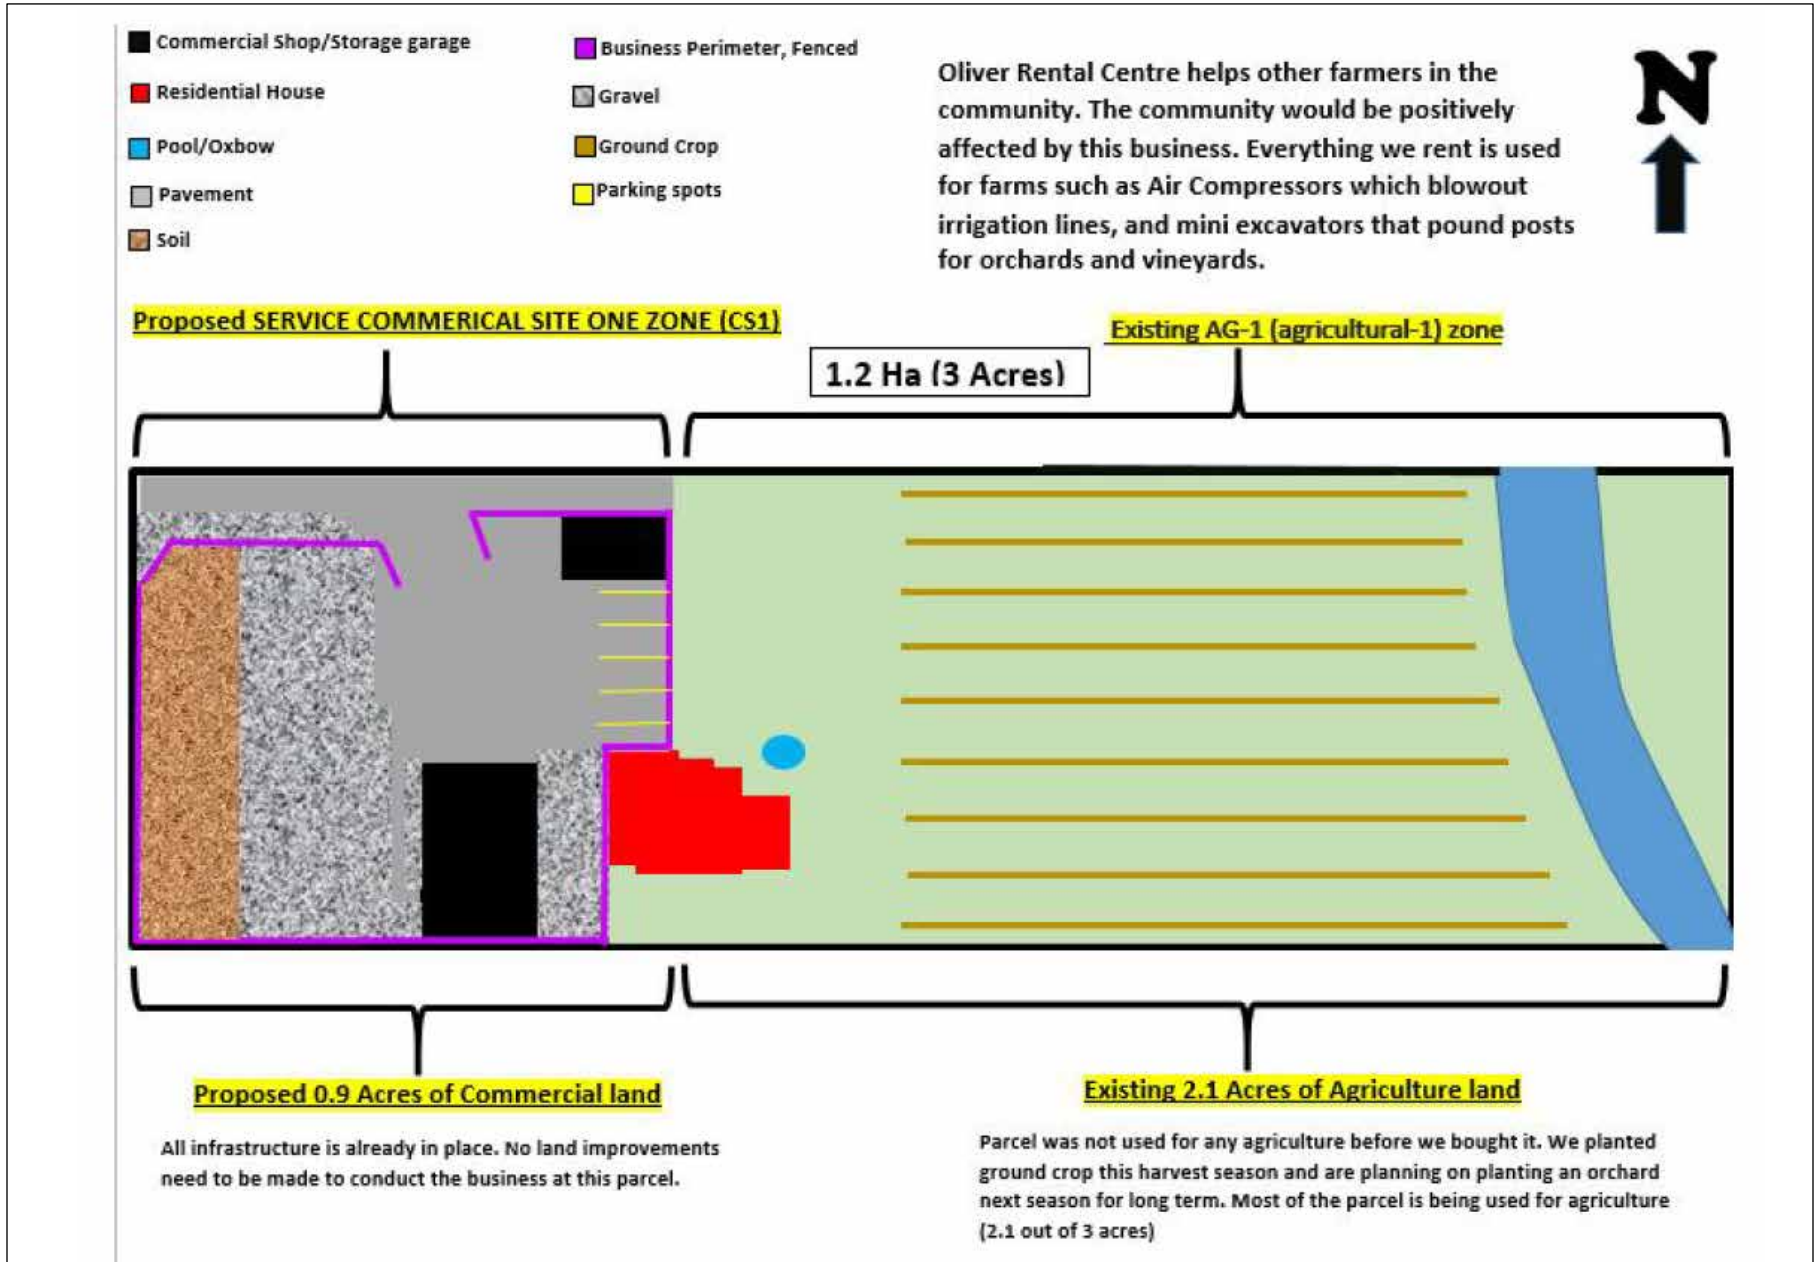 Commercial Shop/Storage garage
Residential House
Pool/Oxbow
Pavement
Soil
Business Perimeter, Fenced
Gravel
Ground Crop
Parking spots
Oliver Rental Centre helps other farmers in the
community. The community would be positively
affected by this business. Everything we rent is used
for farms such as Air Compressors which blowout
irrigation lines, and mini excavators that pound posts
for orchards and vineyards.
N
Proposed SERVICE COMMERICAL SITE ONE ZONE (CS1)
Existing AG-1 (agricultural-1) zone
1.2 Ha (3 Acres)
Proposed 0.9 Acres of Commercial land
All infrastructure is already in place. No land improvements
need to be made to conduct the business at this parcel.
Existing 2.1 Acres of Agriculture land
Parcel was not used for any agriculture before we bought it. We planted
ground crop this harvest season and are planning on planting an orchard
next season for long term. Most of the parcel is being used for agriculture
(2.1 out of 3 acres)